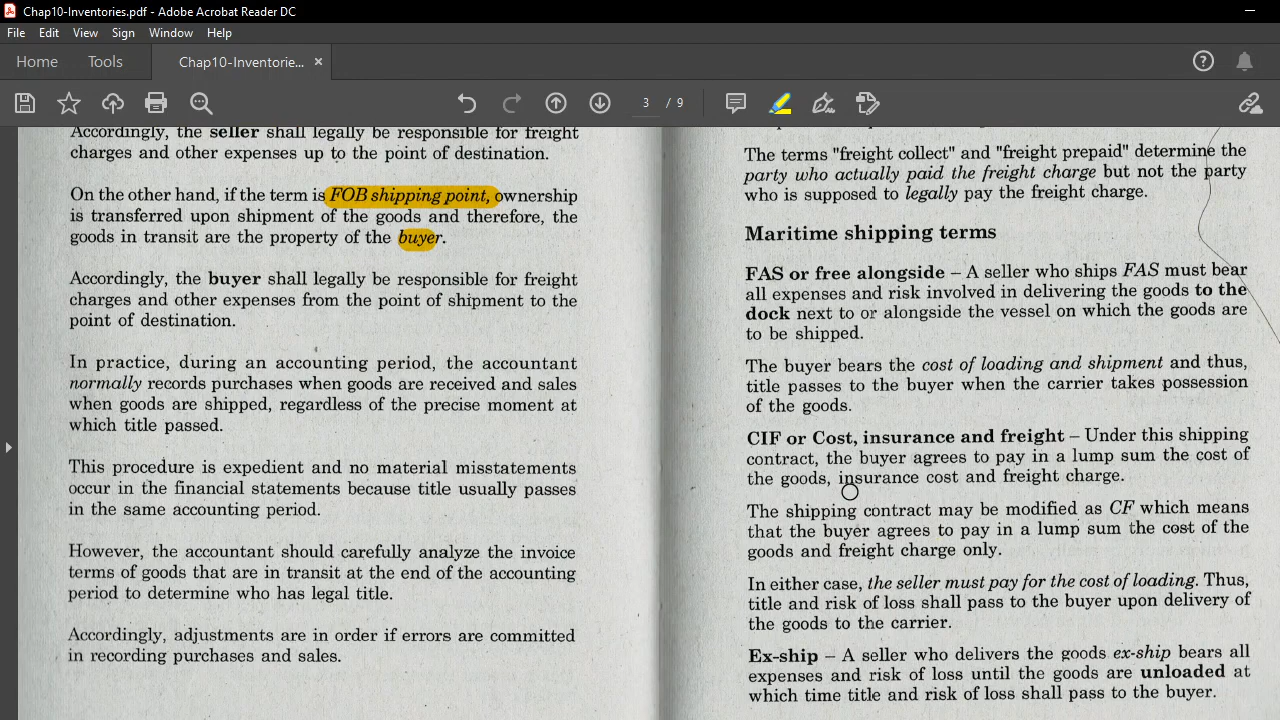 Chap10-Inventories.pdf - Adobe Acrobat Reader DC
File Edit View Sign Window Help
Home Tools Chap10-Inventorie... ×
3 / 9
Accordingly, the seller shall legally be responsible for freight
charges and other expenses up to the point of destination.
On the other hand, if the term is FOB shipping point, ownership
is transferred upon shipment of the goods and therefore, the
goods in transit are the property of the buyer.
Accordingly, the buyer shall legally be responsible for freight
charges and other expenses from the point of shipment to the
point of destination.
In practice, during an accounting period, the accountant
normally records purchases when goods are received and sales
when goods are shipped, regardless of the precise moment at
which title passed.
This procedure is expedient and no material misstatements
occur in the financial statements because title usually passes
in the same accounting period.
However, the accountant should carefully analyze the invoice
terms of goods that are in transit at the end of the accounting
period to determine who has legal title.
Accordingly, adjustments are in order if errors are committed
in recording purchases and sales.
The terms "freight collect" and "freight prepaid" determine the
party who actually paid the freight charge but not the party
who is supposed to legally pay the freight charge.
Maritime shipping terms
FAS or free alongside – A seller who ships FAS must bear
all expenses and risk involved in delivering the goods to the
dock next to or alongside the vessel on which the goods are
to be shipped.
The buyer bears the cost of loading and shipment and thus,
title passes to the buyer when the carrier takes possession
of the goods.
CIF or Cost, insurance and freight – Under this shipping
contract, the buyer agrees to pay in a lump sum the cost of
the goods, insurance cost and freight charge.
The shipping contract may be modified as CF which means
that the buyer agrees to pay in a lump sum the cost of the
goods and freight charge only.
In either case, the seller must pay for the cost of loading. Thus,
title and risk of loss shall pass to the buyer upon delivery of
the goods to the carrier.
Ex-ship – A seller who delivers the goods ex-ship bears all
expenses and risk of loss until the goods are unloaded at
which time title and risk of loss shall pass to the buyer.